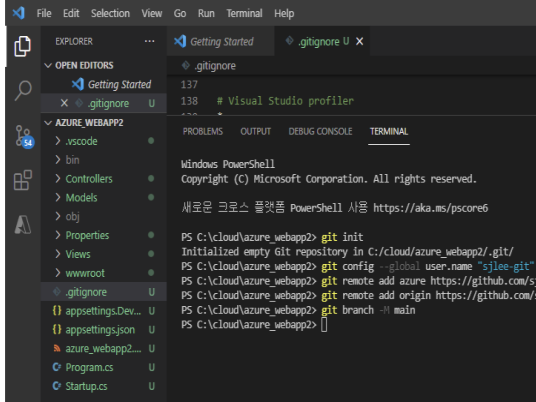 File Edit Selection View Go Run Terminal Help
EXPLORER ...
Getting Started
.gitignore U X
OPEN EDITORS
Getting Started
X .gitignore U
.gitignore
137
138 # Visual Studio profiler
AZURE_WEBAPP2
.vscode
bin
Controllers
Models
obj
Properties
Views
wwwroot
.gitignore U
{} appsettings.Dev... U
{} appsettings.json U
azure_webapp2.... U
C# Program.cs U
C# Startup.cs U
54
PROBLEMS OUTPUT DEBUG CONSOLE TERMINAL
Windows PowerShell
Copyright (C) Microsoft Corporation. All rights reserved.
새로운 크로스 플랫폼 PowerShell 사용 https://aka.ms/pscore6
PS C:\cloud\azure_webapp2> git init
Initialized empty Git repository in C:/cloud/azure_webapp2/.git/
PS C:\cloud\azure_webapp2> git config --global user.name "sjlee-git"
PS C:\cloud\azure_webapp2> git remote add azure https://github.com/sj
PS C:\cloud\azure_webapp2> git remote add origin https://github.com/s
PS C:\cloud\azure_webapp2> git branch -M main
PS C:\cloud\azure_webapp2>